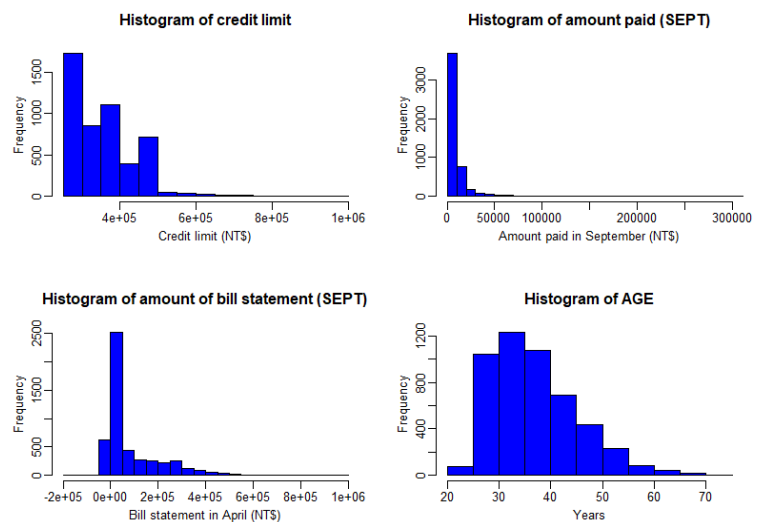 Histogram of credit limit
Frequency
0 500 1000 1500
4e+05 6e+05 8e+05 1e+06
Credit limit (NT$)
Histogram of amount paid (SEPT)
Frequency
0 1000 3000
0 50000 100000 200000 300000
Amount paid in September (NT$)
Histogram of amount of bill statement (SEPT)
Frequency
0 500 1500 2500
-2e+05 0e+00 2e+05 4e+05 6e+05 8e+05 1e+06
Bill statement in April (NT$)
Histogram of AGE
Frequency
0 400 800 1200
20 30 40 50 60 70
Years